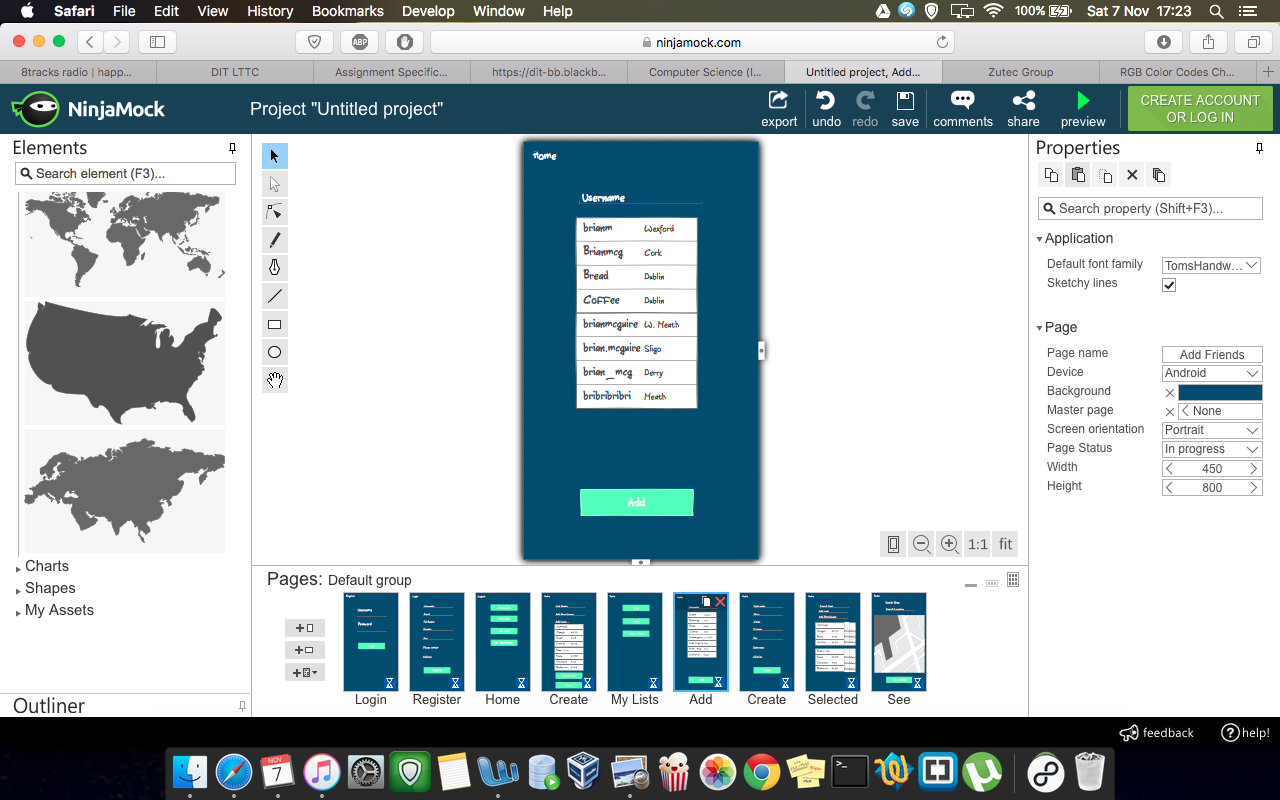 Safari File Edit View History Bookmarks Develop Window Help 100% Sat 7 Nov 17:23
ABP ninjamock.com
8tracks radio | happ... DIT LTTC Assignment Specific... https://dit-bb.blackb... Computer Science (I... Untitled project, Add... Zutec Group RGB Color Codes Ch...
NinjaMock Project "Untitled project" export undo redo save comments share preview CREATE ACCOUNT
OR LOG IN
Elements
Search element (F3)...
Charts
Shapes
My Assets
Outliner
Home
Username
brianm Wexford
Brianmcg Cork
Bread Dublin
Coffee Dublin
brianmcguire W. Meath
brian.mcguire Sligo
brian_mcg Derry
bribribribri Meath
Add
1:1 fit
Pages: Default group
Login Register Home Create My Lists Add Create Selected See
Properties
Search property (Shift+F3)...
Application
Default font family TomsHandw...
Sketchy lines
Page
Page name Add Friends
Device Android
Background
Master page None
Screen orientation Portrait
Page Status In progress
Width 450
Height 800
feedback help!
NOV
7